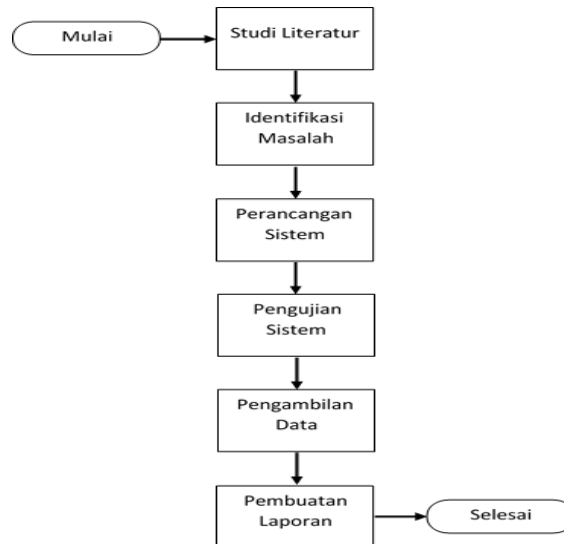 Mulai
Studi Literatur
Identifikasi
Masalah
Perancangan
Sistem
Pengujian
Sistem
Pengambilan
Data
Pembuatan
Laporan
Selesai